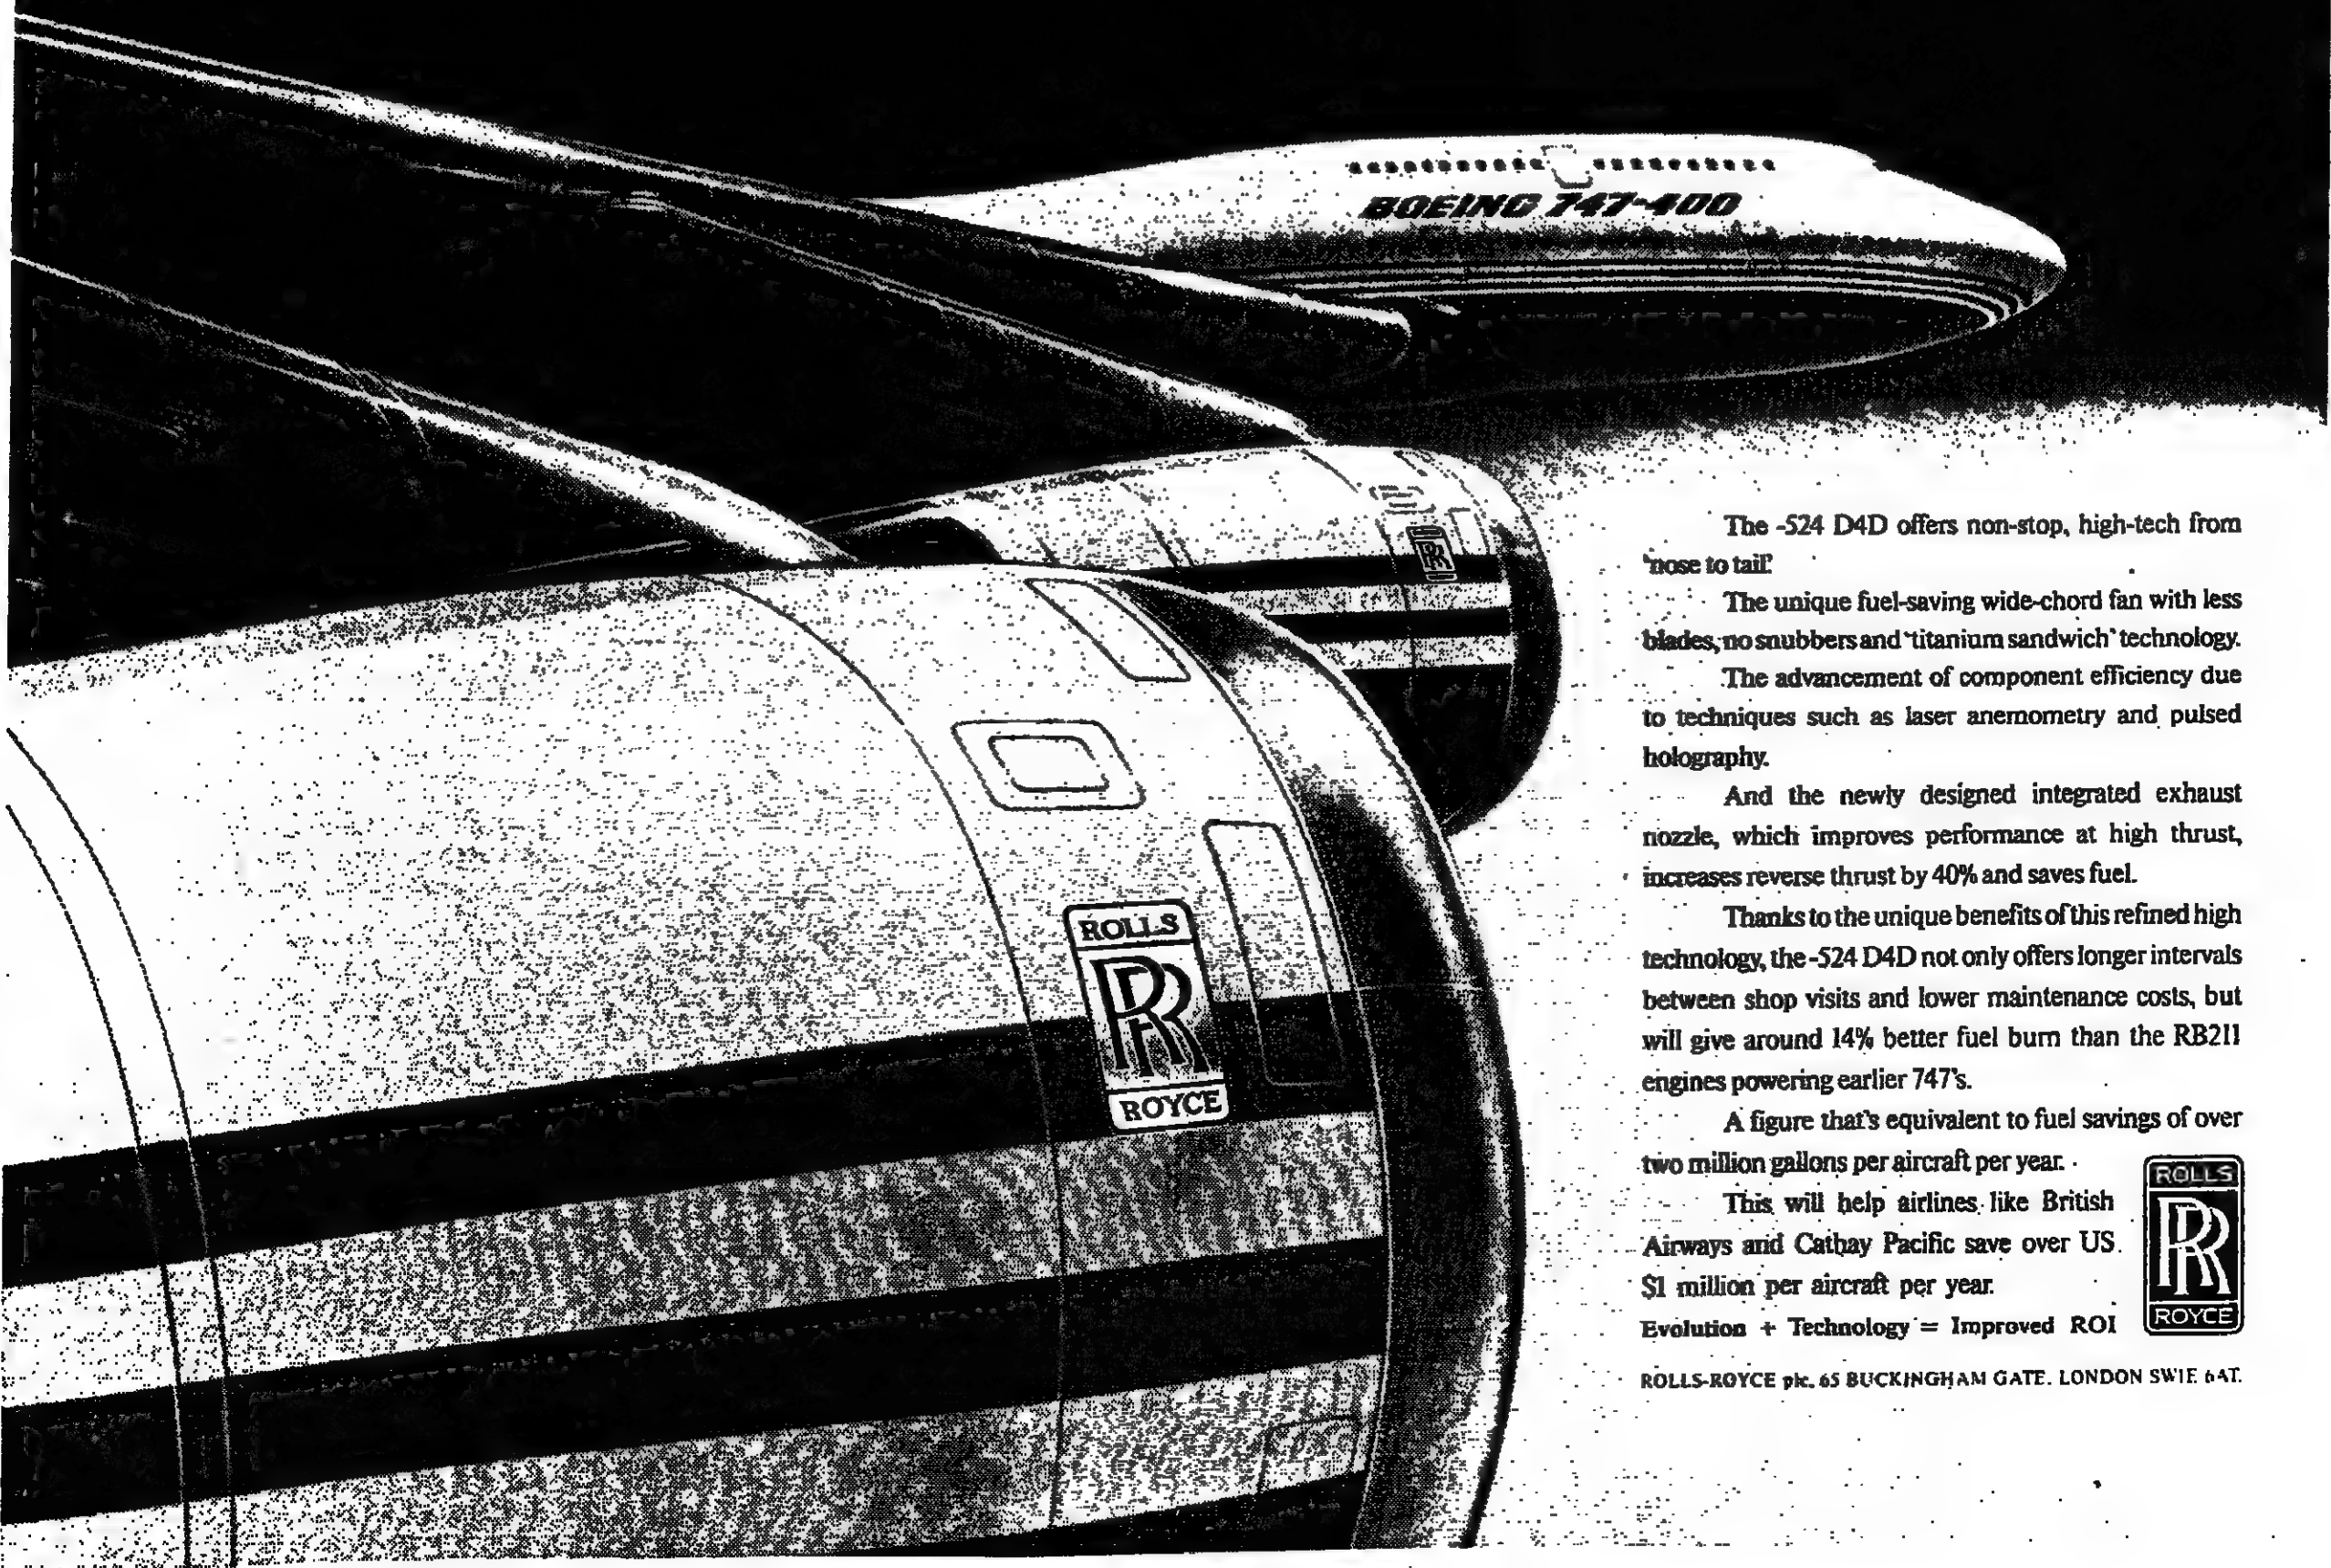 BOEING 747-400
ROLLS
RR
ROYCE
RR
The -524 D4D offers non-stop, high-tech from
'nose to tail'.
The unique fuel-saving wide-chord fan with less
blades, no snubbers and 'titanium sandwich' technology.
The advancement of component efficiency due
to techniques such as laser anemometry and pulsed
holography.
And the newly designed integrated exhaust
nozzle, which improves performance at high thrust,
increases reverse thrust by 40% and saves fuel.
Thanks to the unique benefits of this refined high
technology, the -524 D4D not only offers longer intervals
between shop visits and lower maintenance costs, but
will give around 14% better fuel burn than the RB211
engines powering earlier 747's.
A figure that's equivalent to fuel savings of over
two million gallons per aircraft per year.
This will help airlines like British
Airways and Cathay Pacific save over US
$1 million per aircraft per year.
Evolution + Technology = Improved ROI
ROLLS
RR
ROYCE
ROLLS-ROYCE plc, 65 BUCKINGHAM GATE, LONDON SW1E 6AT.